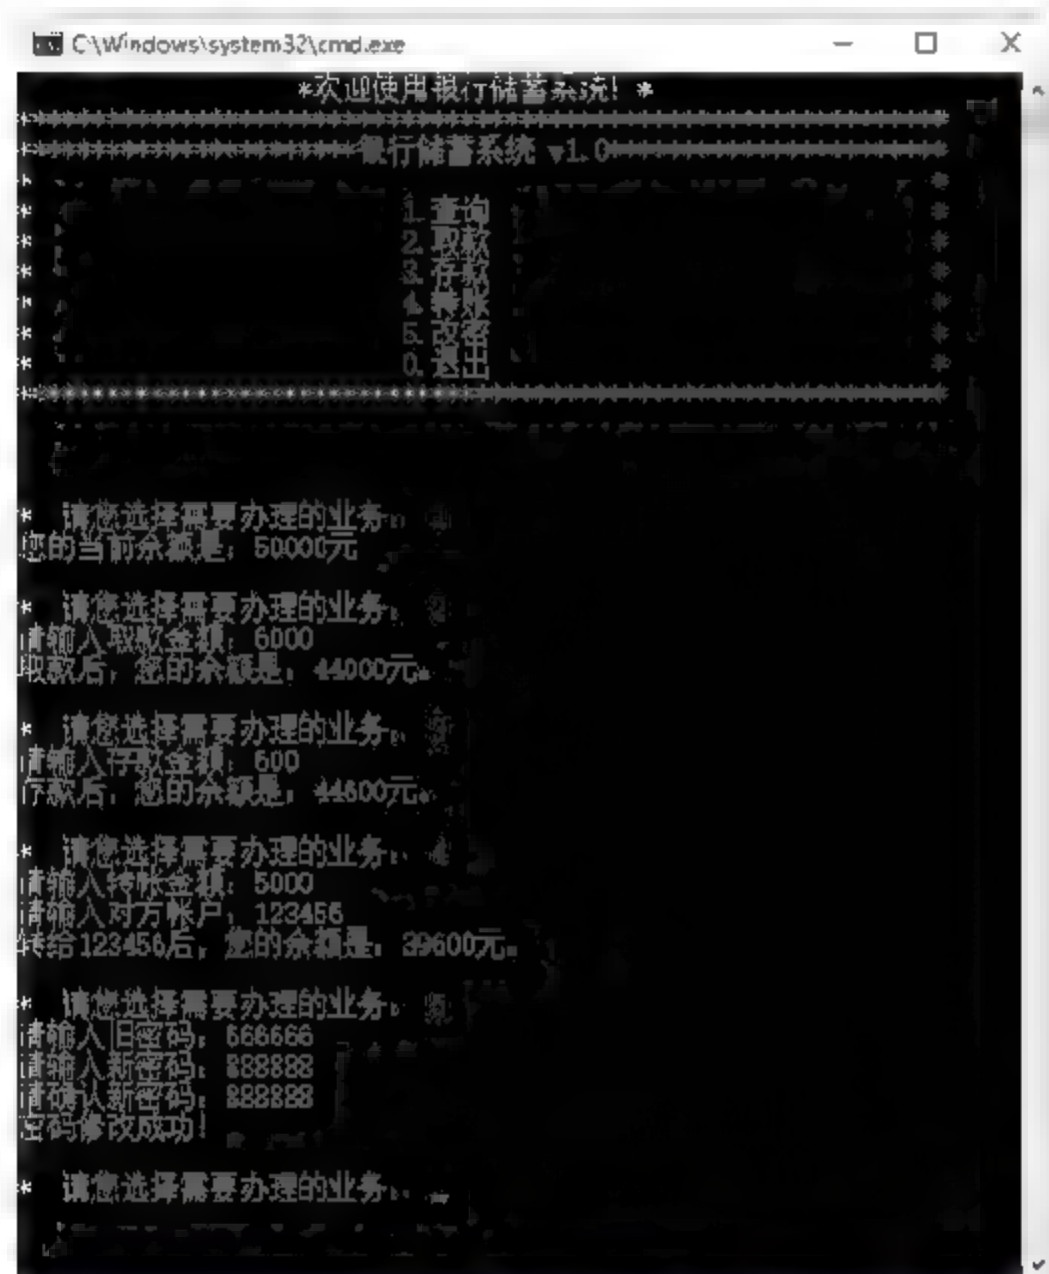 C:\Windows\system32\cmd.exe
*欢迎使用银行储蓄系统! *
银行储蓄系统 v1.0
* 1. 查询 *
* 2. 取款 *
* 3. 存款 *
* 4. 转账 *
* 5. 改密 *
* 0. 退出 *
* 请您选择需要办理的业务:
您的当前余额是: 50000元
* 请您选择需要办理的业务:
请输入取款金额: 6000
取款后, 您的余额是: 44000元。
* 请您选择需要办理的业务:
请输入存款金额: 600
存款后, 您的余额是: 44600元。
* 请您选择需要办理的业务:
请输入转帐金额: 5000
请输入对方帐户: 123456
转给123456后, 您的余额是: 39600元。
* 请您选择需要办理的业务:
请输入旧密码: 666666
请输入新密码: 888888
请确认新密码: 888888
密码修改成功!
* 请您选择需要办理的业务: